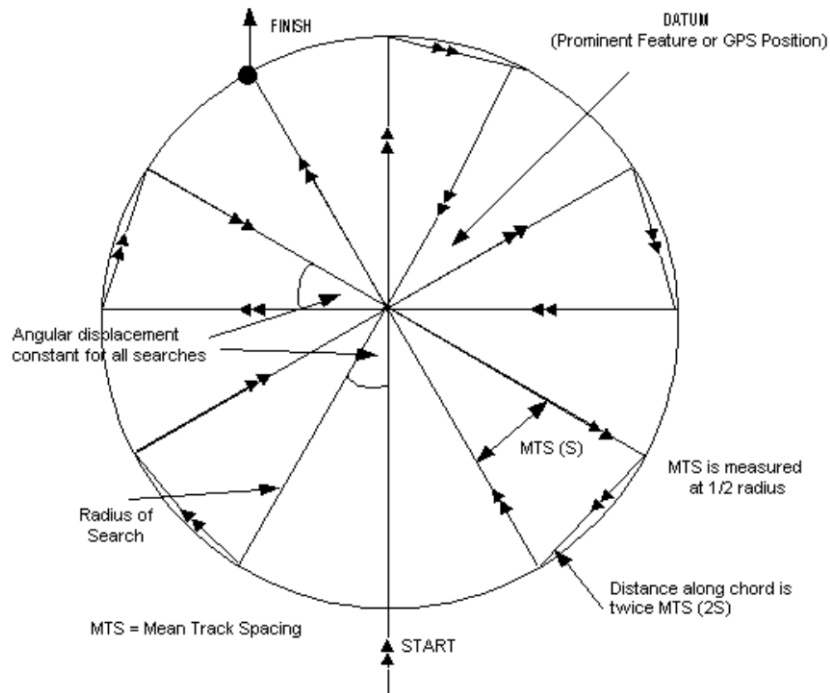 FINISH
DATUM
(Prominent Feature or GPS Position)
Angular displacement
constant for all searches
MTS (S)
MTS is measured
at 1/2 radius
Radius of
Search
Distance along chord is
twice MTS (2S)
MTS = Mean Track Spacing
START